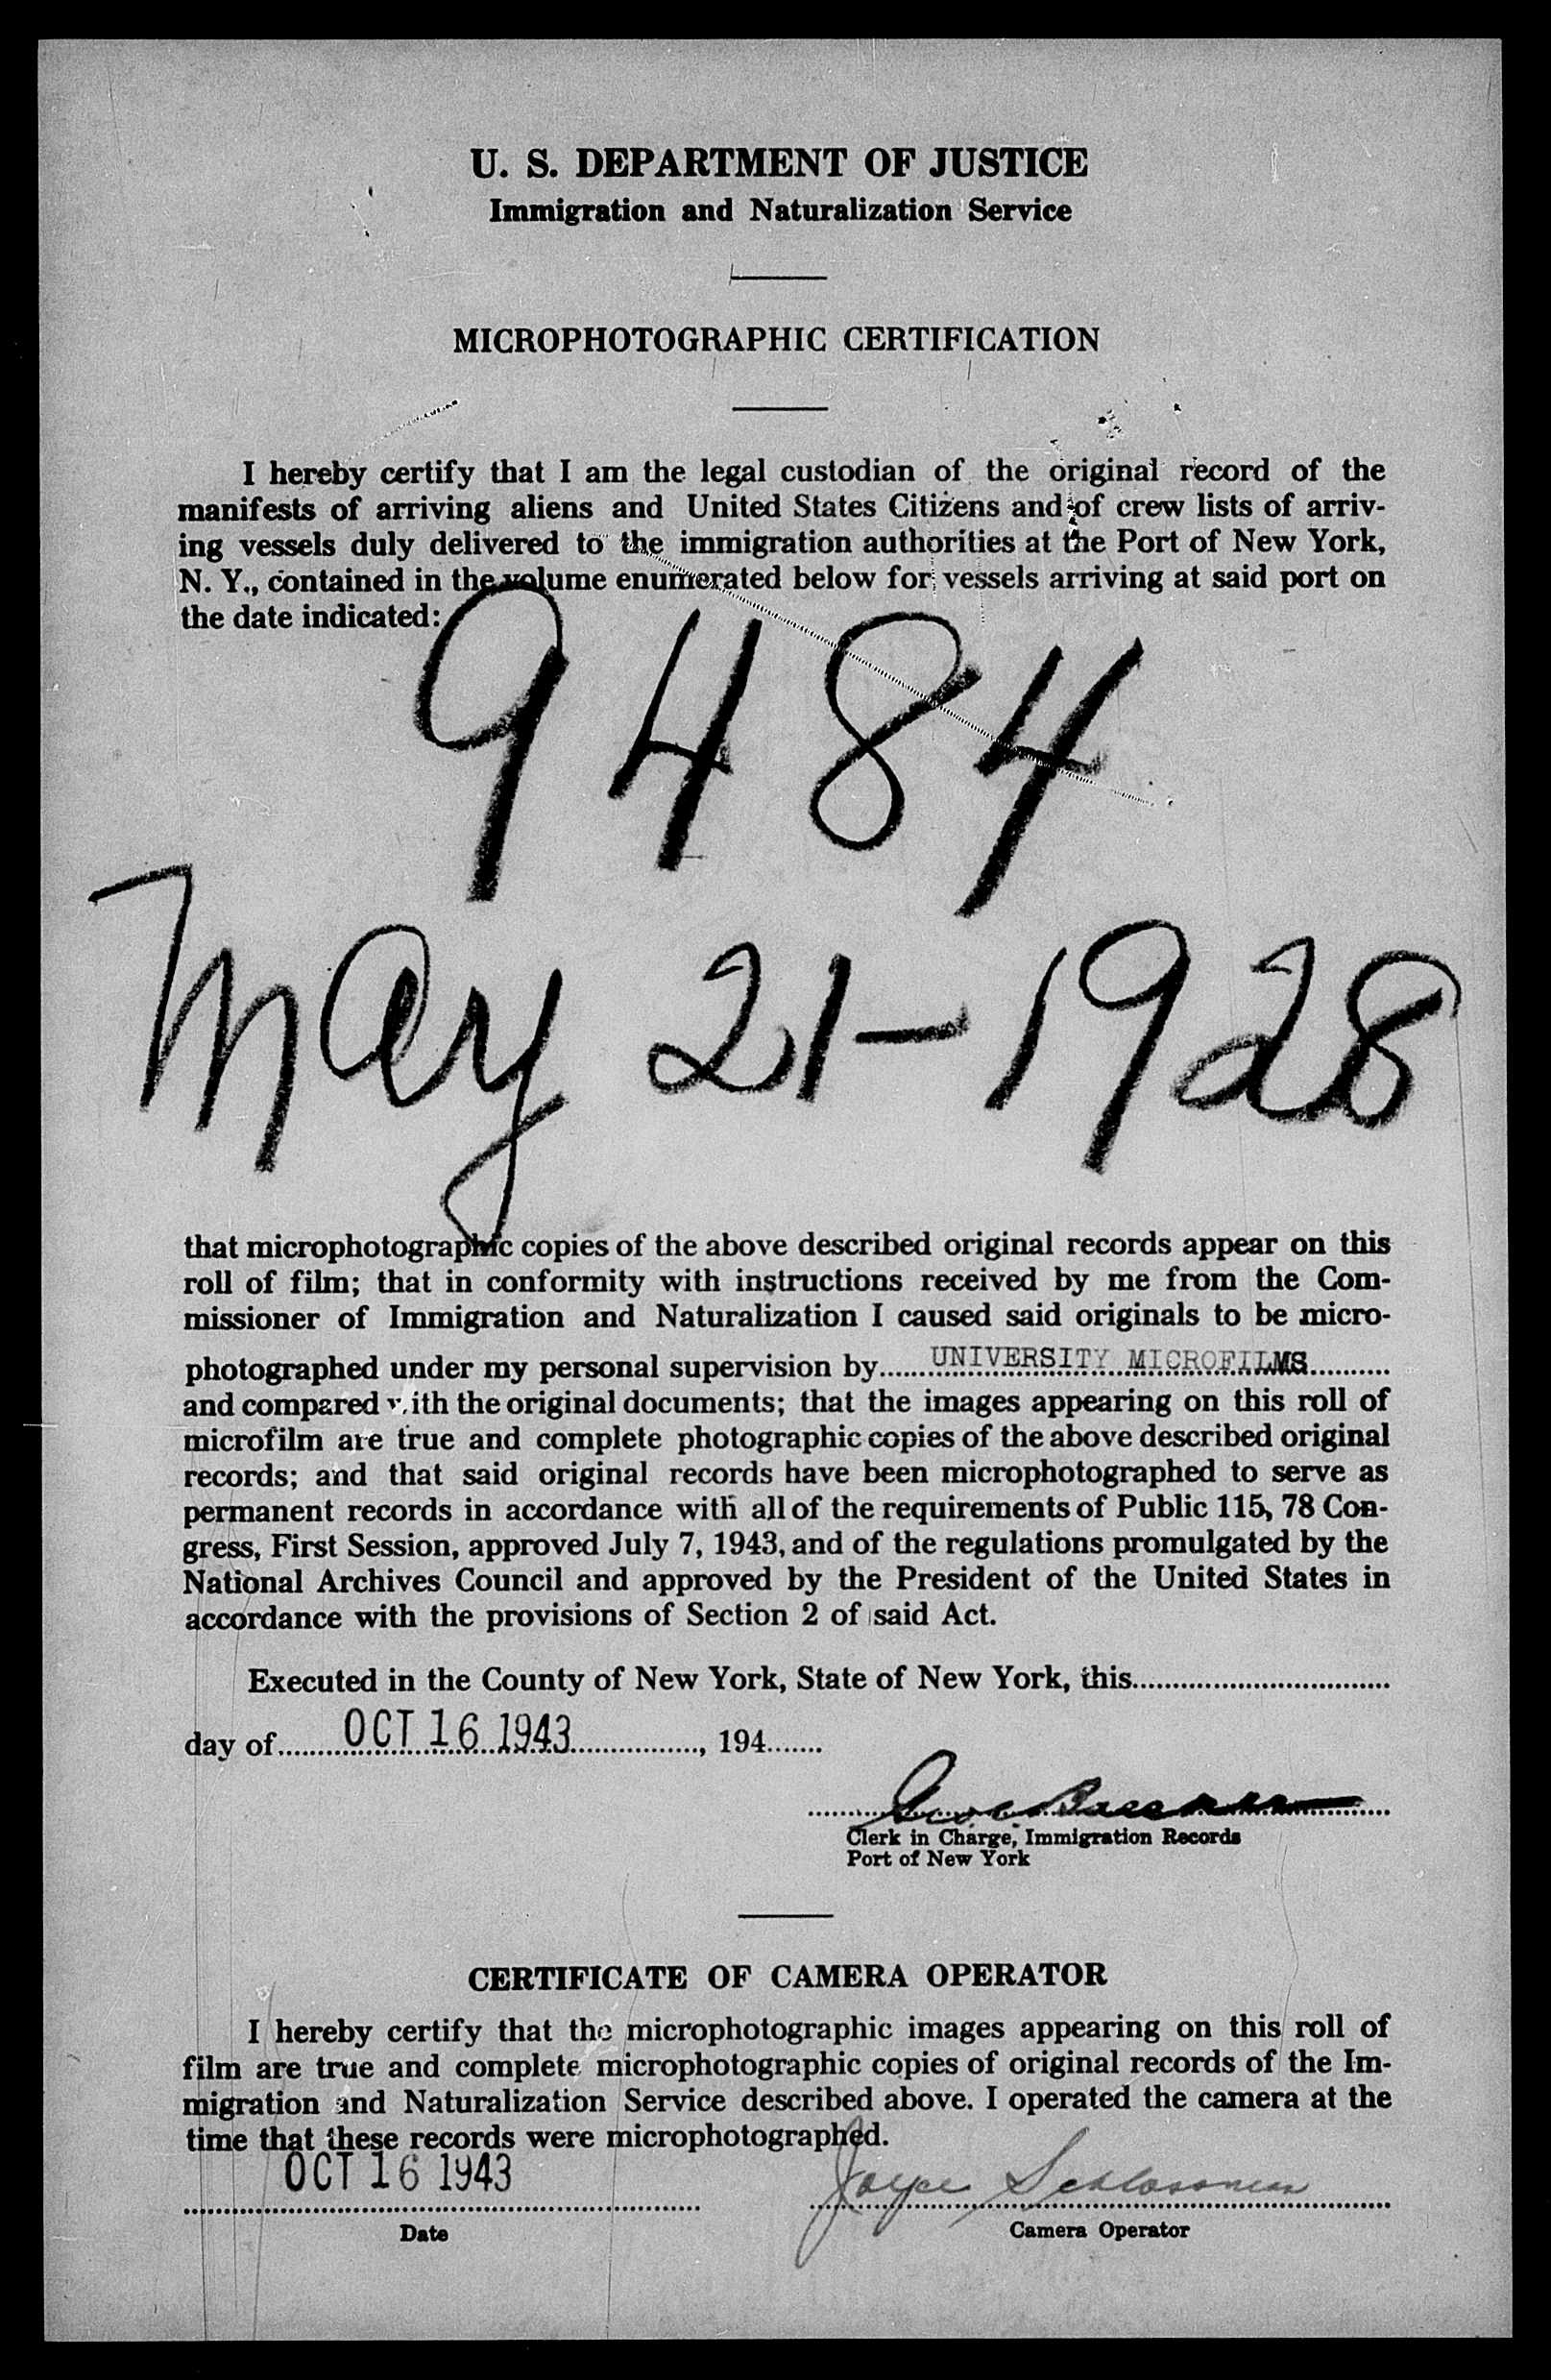 U. S. DEPARTMENT OF JUSTICE
Immigration and Naturalization Service
MICROPHOTOGRAPHIC CERTIFICATION
I hereby certify that I am the legal custodian of the original record of the
manifests of arriving aliens and United States Citizens and of crew lists of arriv-
ing vessels duly delivered to the immigration authorities at the Port of New York,
N. Y., contained in the volume enumerated below for vessels arriving at said port on
the date indicated:
9484
May 21-1928
that microphotographic copies of the above described original records appear on this
roll of film; that in conformity with instructions received by me from the Com-
missioner of Immigration and Naturalization I caused said originals to be micro-
photographed under my personal supervision by UNIVERSITY MICROFILMS
and compared with the original documents; that the images appearing on this roll of
microfilm are true and complete photographic copies of the above described original
records; and that said original records have been microphotographed to serve as
permanent records in accordance with all of the requirements of Public 115, 78 Con-
gress, First Session, approved July 7, 1943, and of the regulations promulgated by the
National Archives Council and approved by the President of the United States in
accordance with the provisions of Section 2 of said Act.
Executed in the County of New York, State of New York, this
day of OCT 16 1943, 194
Clerk in Charge, Immigration Records
Port of New York
CERTIFICATE OF CAMERA OPERATOR
I hereby certify that the microphotographic images appearing on this roll of
film are true and complete microphotographic copies of original records of the Im-
migration and Naturalization Service described above. I operated the camera at the
time that these records were microphotographed.
OCT 16 1943 Joyce Schlossman
Date Camera Operator